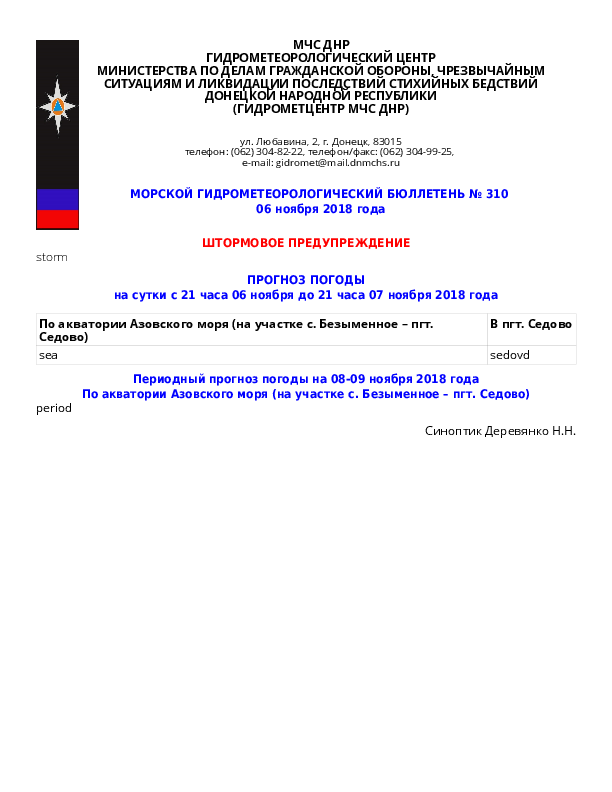 МЧС ДНР
ГИДРОМЕТЕОРОЛОГИЧЕСКИЙ ЦЕНТР
МИНИСТЕРСТВА ПО ДЕЛАМ ГРАЖДАНСКОЙ ОБОРОНЫ, ЧРЕЗВЫЧАЙНЫМ
СИТУАЦИЯМ И ЛИКВИДАЦИИ ПОСЛЕДСТВИЙ СТИХИЙНЫХ БЕДСТВИЙ
ДОНЕЦКОЙ НАРОДНОЙ РЕСПУБЛИКИ
(ГИДРОМЕТЦЕНТР МЧС ДНР)
ул. Любавина, 2, г. Донецк, 83015
телефон: (062) 304-82-22, телефон/факс: (062) 304-99-25,
e-mail: gidromet@mail.dnmchs.ru
МОРСКОЙ ГИДРОМЕТЕОРОЛОГИЧЕСКИЙ БЮЛЛЕТЕНЬ № 310
06 ноября 2018 года
ШТОРМОВОЕ ПРЕДУПРЕЖДЕНИЕ
storm
ПРОГНОЗ ПОГОДЫ
на сутки с 21 часа 06 ноября до 21 часа 07 ноября 2018 года
По акватории Азовского моря (на участке с. Безыменное – пгт.
Седово)
В пгт. Седово
sea
sedovd
Периодный прогноз погоды на 08-09 ноября 2018 года
По акватории Азовского моря (на участке с. Безыменное – пгт. Седово)
period
Синоптик Деревянко Н.Н.